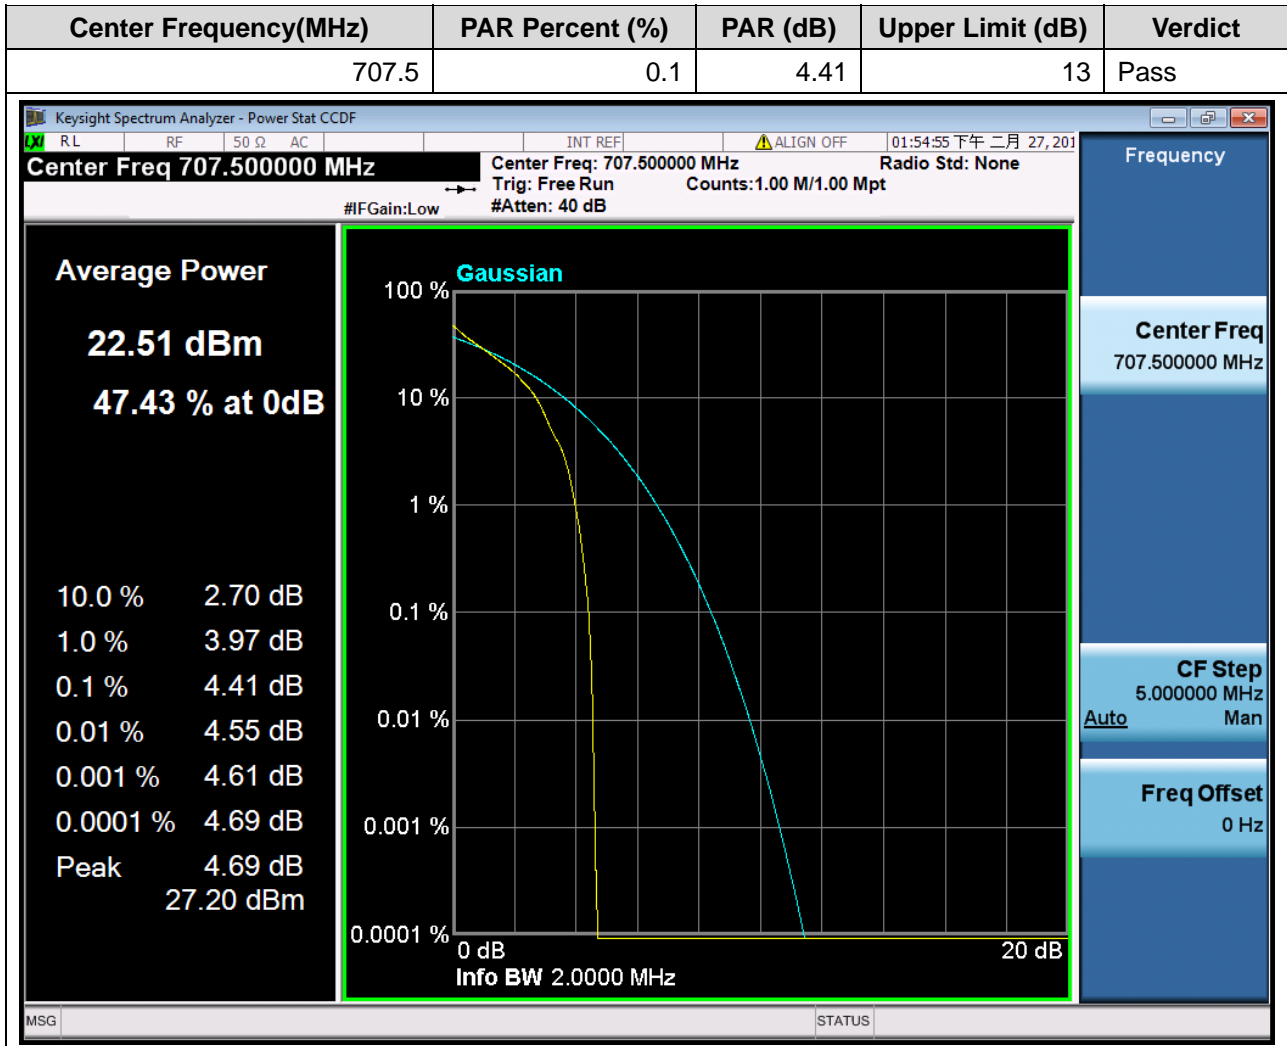 Center Frequency(MHz) PAR Percent (%) PAR (dB) Upper Limit (dB) Verdict
707.5 0.1 4.41 13 Pass
Keysight Spectrum Analyzer - Power Stat CCDF
LXI RL RF 50 Ω AC INT REF ALIGN OFF 01:54:55 下午 二月 27, 201
Center Freq 707.500000 MHz
Center Freq: 707.500000 MHz Radio Std: None
Trig: Free Run Counts:1.00 M/1.00 Mpt
#IFGain:Low #Atten: 40 dB
Average Power
22.51 dBm
47.43 % at 0dB
10.0 % 2.70 dB
1.0 % 3.97 dB
0.1 % 4.41 dB
0.01 % 4.55 dB
0.001 % 4.61 dB
0.0001 % 4.69 dB
Peak 4.69 dB
27.20 dBm
Gaussian
100 %
10 %
1 %
0.1 %
0.01 %
0.001 %
0.0001 %
0 dB 20 dB
Info BW 2.0000 MHz
Frequency
Center Freq
707.500000 MHz
CF Step
5.000000 MHz
Auto Man
Freq Offset
0 Hz
MSG STATUS